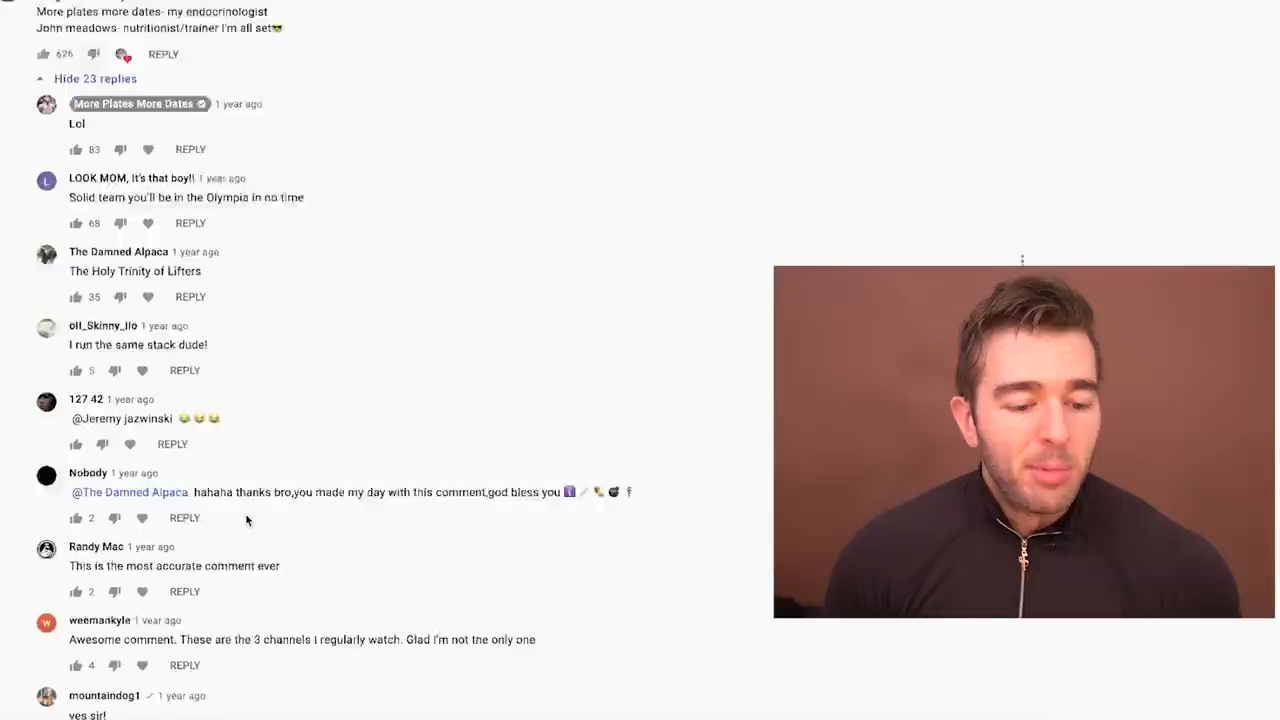 More plates more dates- my endocrinologist
John meadows- nutritionist/trainer I'm all set😎
626 REPLY
Hide 23 replies
More Plates More Dates 1 year ago
Lol
83 REPLY
LOOK MOM, it's that boy!! 1 year ago
Solid team you'll be in the Olympia in no time
68 REPLY
The Damned Alpaca 1 year ago
The Holy Trinity of Lifters
35 REPLY
oll_Skinny_llo 1 year ago
I run the same stack dude!
5 REPLY
127 42 1 year ago
@Jeremy jazwinski 😂😂😂
REPLY
Nobody 1 year ago
@The Damned Alpaca hahaha thanks bro,you made my day with this comment,god bless you
2 REPLY
Randy Mac 1 year ago
This is the most accurate comment ever
2 REPLY
W weemankyle 1 year ago
Awesome comment. These are the 3 channels I regularly watch. Glad I'm not the only one
4 REPLY
mountaindog1 1 year ago
yes sir!